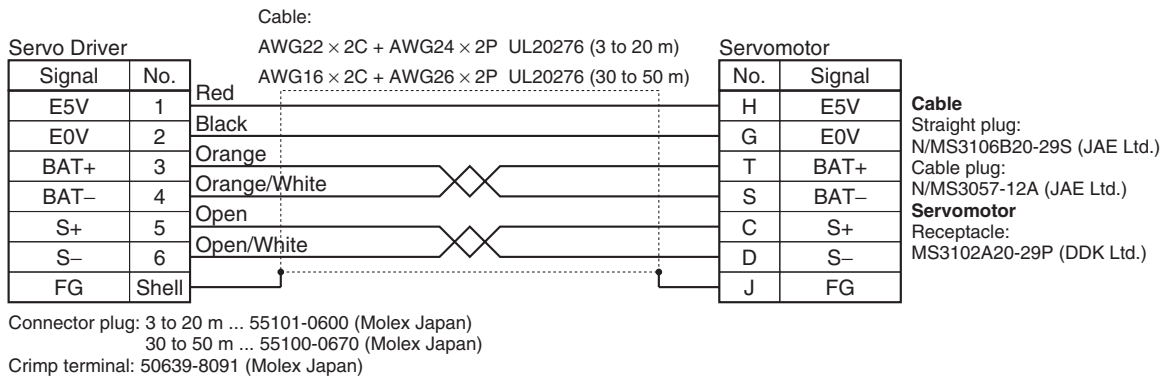 Cable:
AWG22 × 2C + AWG24 × 2P UL20276 (3 to 20 m)
AWG16 × 2C + AWG26 × 2P UL20276 (30 to 50 m)
Servo Driver
Signal No.
E5V 1
E0V 2
BAT+ 3
BAT− 4
S+ 5
S− 6
FG Shell
Red
Black
Orange
Orange/White
Open
Open/White
Servomotor
No. Signal
H E5V
G E0V
T BAT+
S BAT−
C S+
D S−
J FG
Cable
Straight plug:
N/MS3106B20-29S (JAE Ltd.)
Cable plug:
N/MS3057-12A (JAE Ltd.)
Servomotor
Receptacle:
MS3102A20-29P (DDK Ltd.)
Connector plug: 3 to 20 m ... 55101-0600 (Molex Japan)
30 to 50 m ... 55100-0670 (Molex Japan)
Crimp terminal: 50639-8091 (Molex Japan)